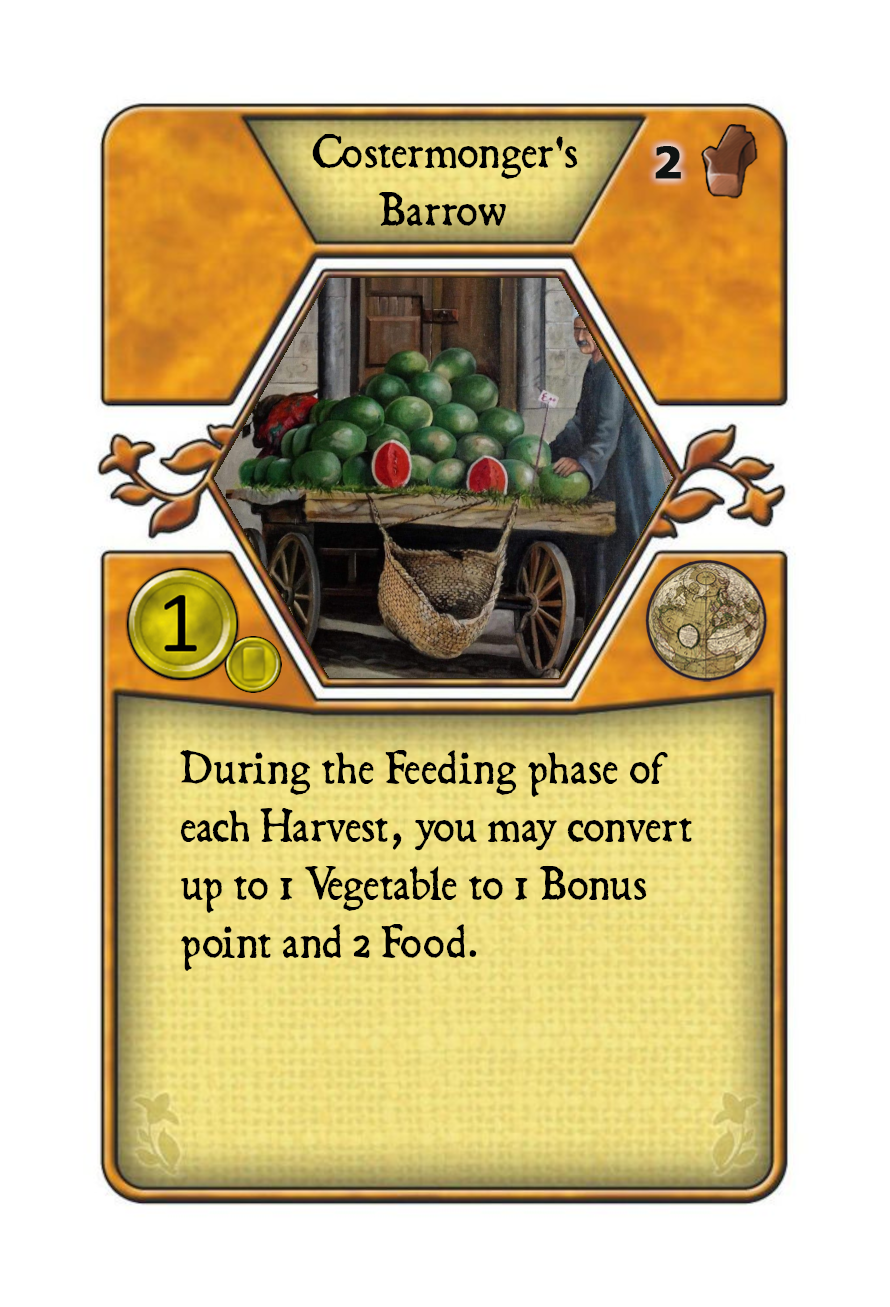 Costermonger's
Barrow
2
1
During the Feeding phase of
each Harvest, you may convert
up to 1 Vegetable to 1 Bonus
point and 2 Food.